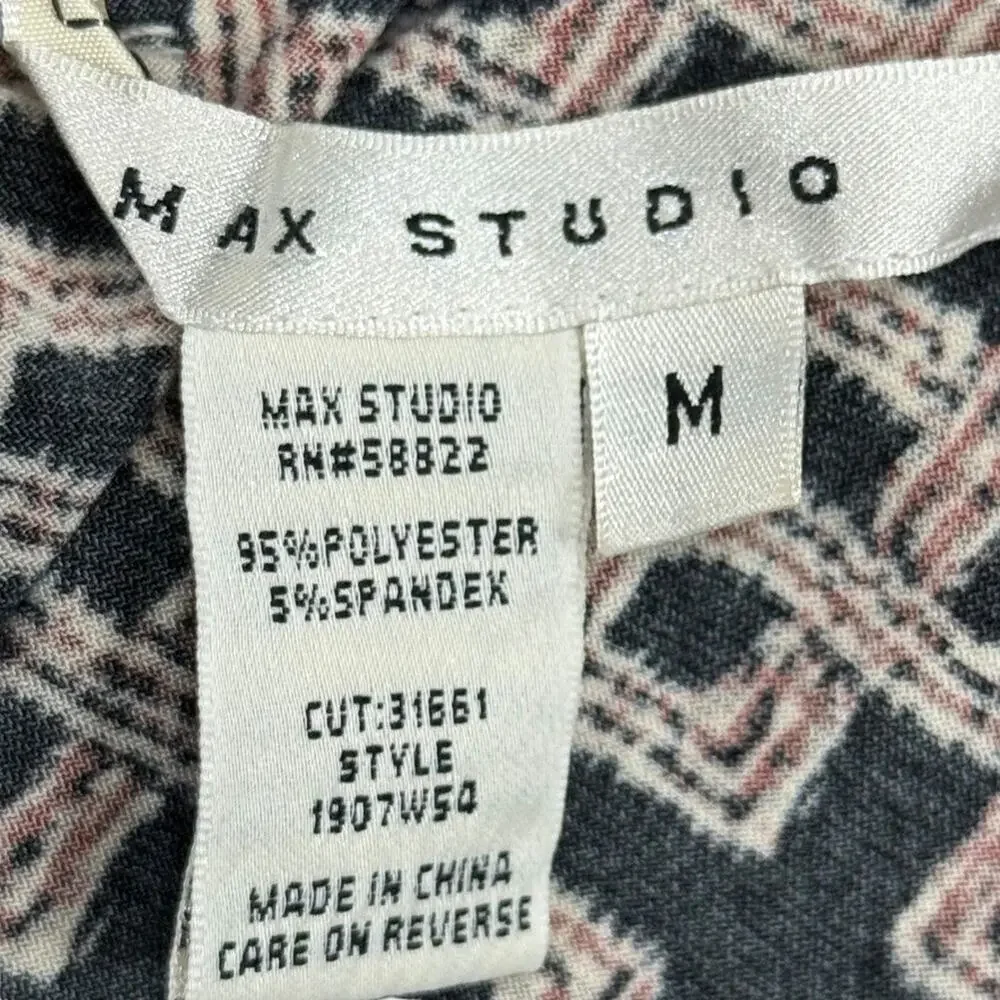 MAX STUDIO
M
MAX STUDIO
RN#58822
95%POLYESTER
5%SPANDEX
CUT:31661
STYLE
1907W54
MADE IN CHINA
CARE ON REVERSE